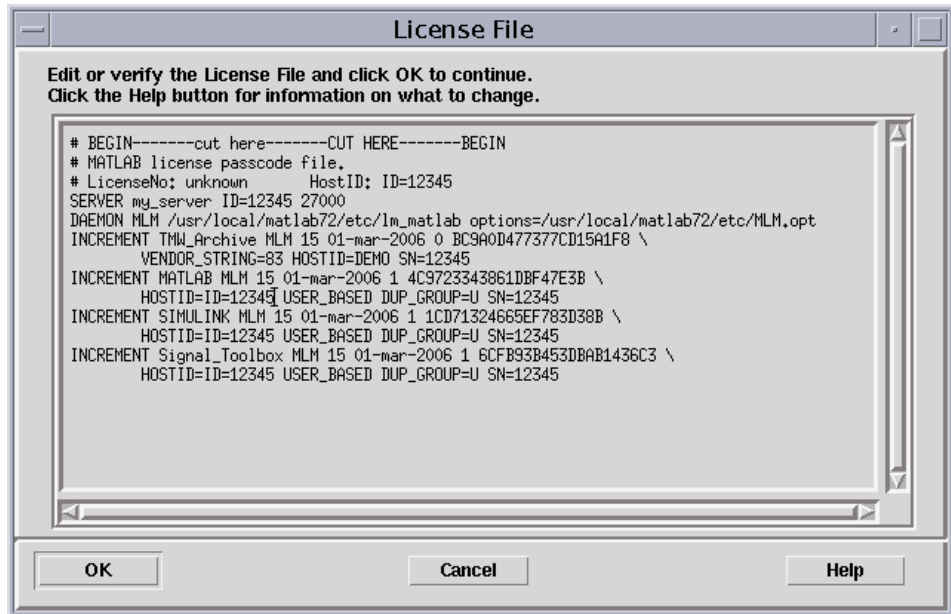 License File
Edit or verify the License File and click OK to continue.
Click the Help button for information on what to change.
# BEGIN-------cut here-------CUT HERE-------BEGIN
# MATLAB license passcode file.
# LicenseNo: unknown        HostID: ID=12345
SERVER my_server ID=12345 27000
DAEMON MLM /usr/local/matlab72/etc/lm_matlab options=/usr/local/matlab72/etc/MLM.opt
INCREMENT TMW_Archive MLM 15 01-mar-2006 0 BC9A0D477377CD15A1F8 \
        VENDOR_STRING=83 HOSTID=DEMO SN=12345
INCREMENT MATLAB MLM 15 01-mar-2006 1 4C9723343861DBF47E3B \
        HOSTID=ID=12345 USER_BASED DUP_GROUP=U SN=12345
INCREMENT SIMULINK MLM 15 01-mar-2006 1 1CD71324665EF783D38B \
        HOSTID=ID=12345 USER_BASED DUP_GROUP=U SN=12345
INCREMENT Signal_Toolbox MLM 15 01-mar-2006 1 6CFB93B453DBAB1436C3 \
        HOSTID=ID=12345 USER_BASED DUP_GROUP=U SN=12345
OK
Cancel
Help